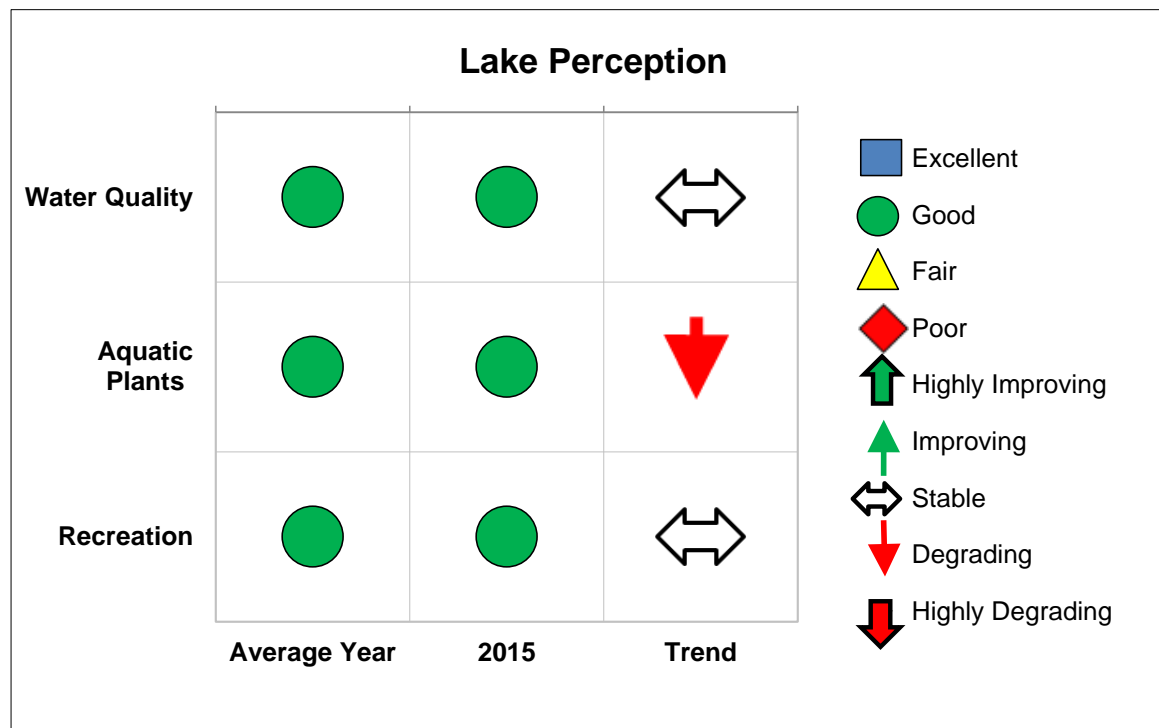 Lake Perception
Water Quality
Aquatic
Plants
Recreation
Average Year
2015
Trend
Excellent
Good
Fair
Poor
Highly Improving
Improving
Stable
Degrading
Highly Degrading